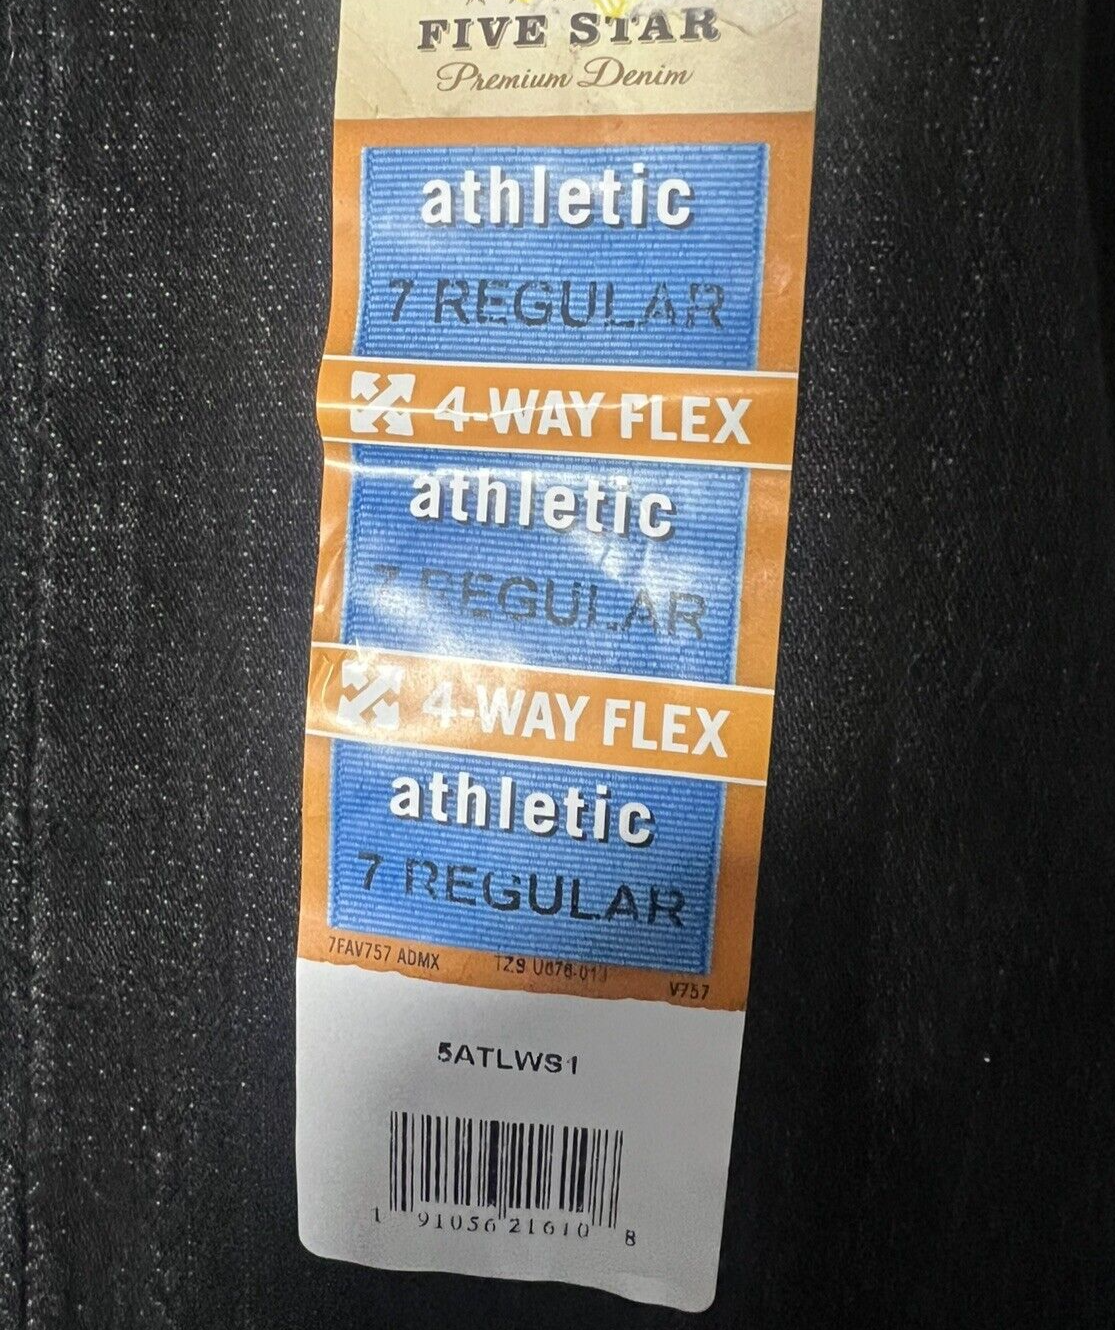 FIVE STAR
Premium Denim
athletic
7 REGULAR
4-WAY FLEX
athletic
7 REGULAR
4-WAY FLEX
athletic
7 REGULAR
7FAV757 ADMX
V757
5ATLWS1
1 91056 21610 8